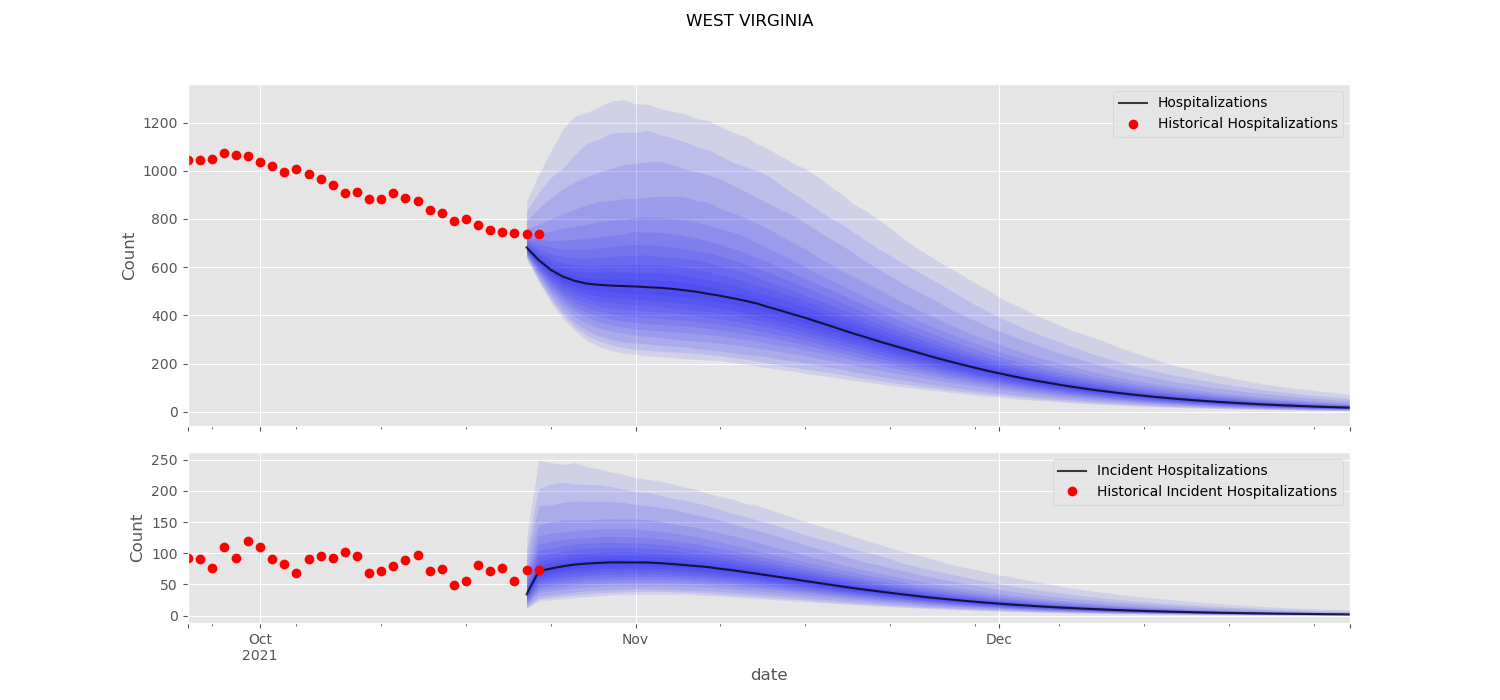 WEST VIRGINIA
Hospitalizations
Historical Hospitalizations
1200
1000
800
600
400
200
0
Count
Incident Hospitalizations
Historical Incident Hospitalizations
250
200
150
100
50
0
Count
Oct
2021
Nov
Dec
date